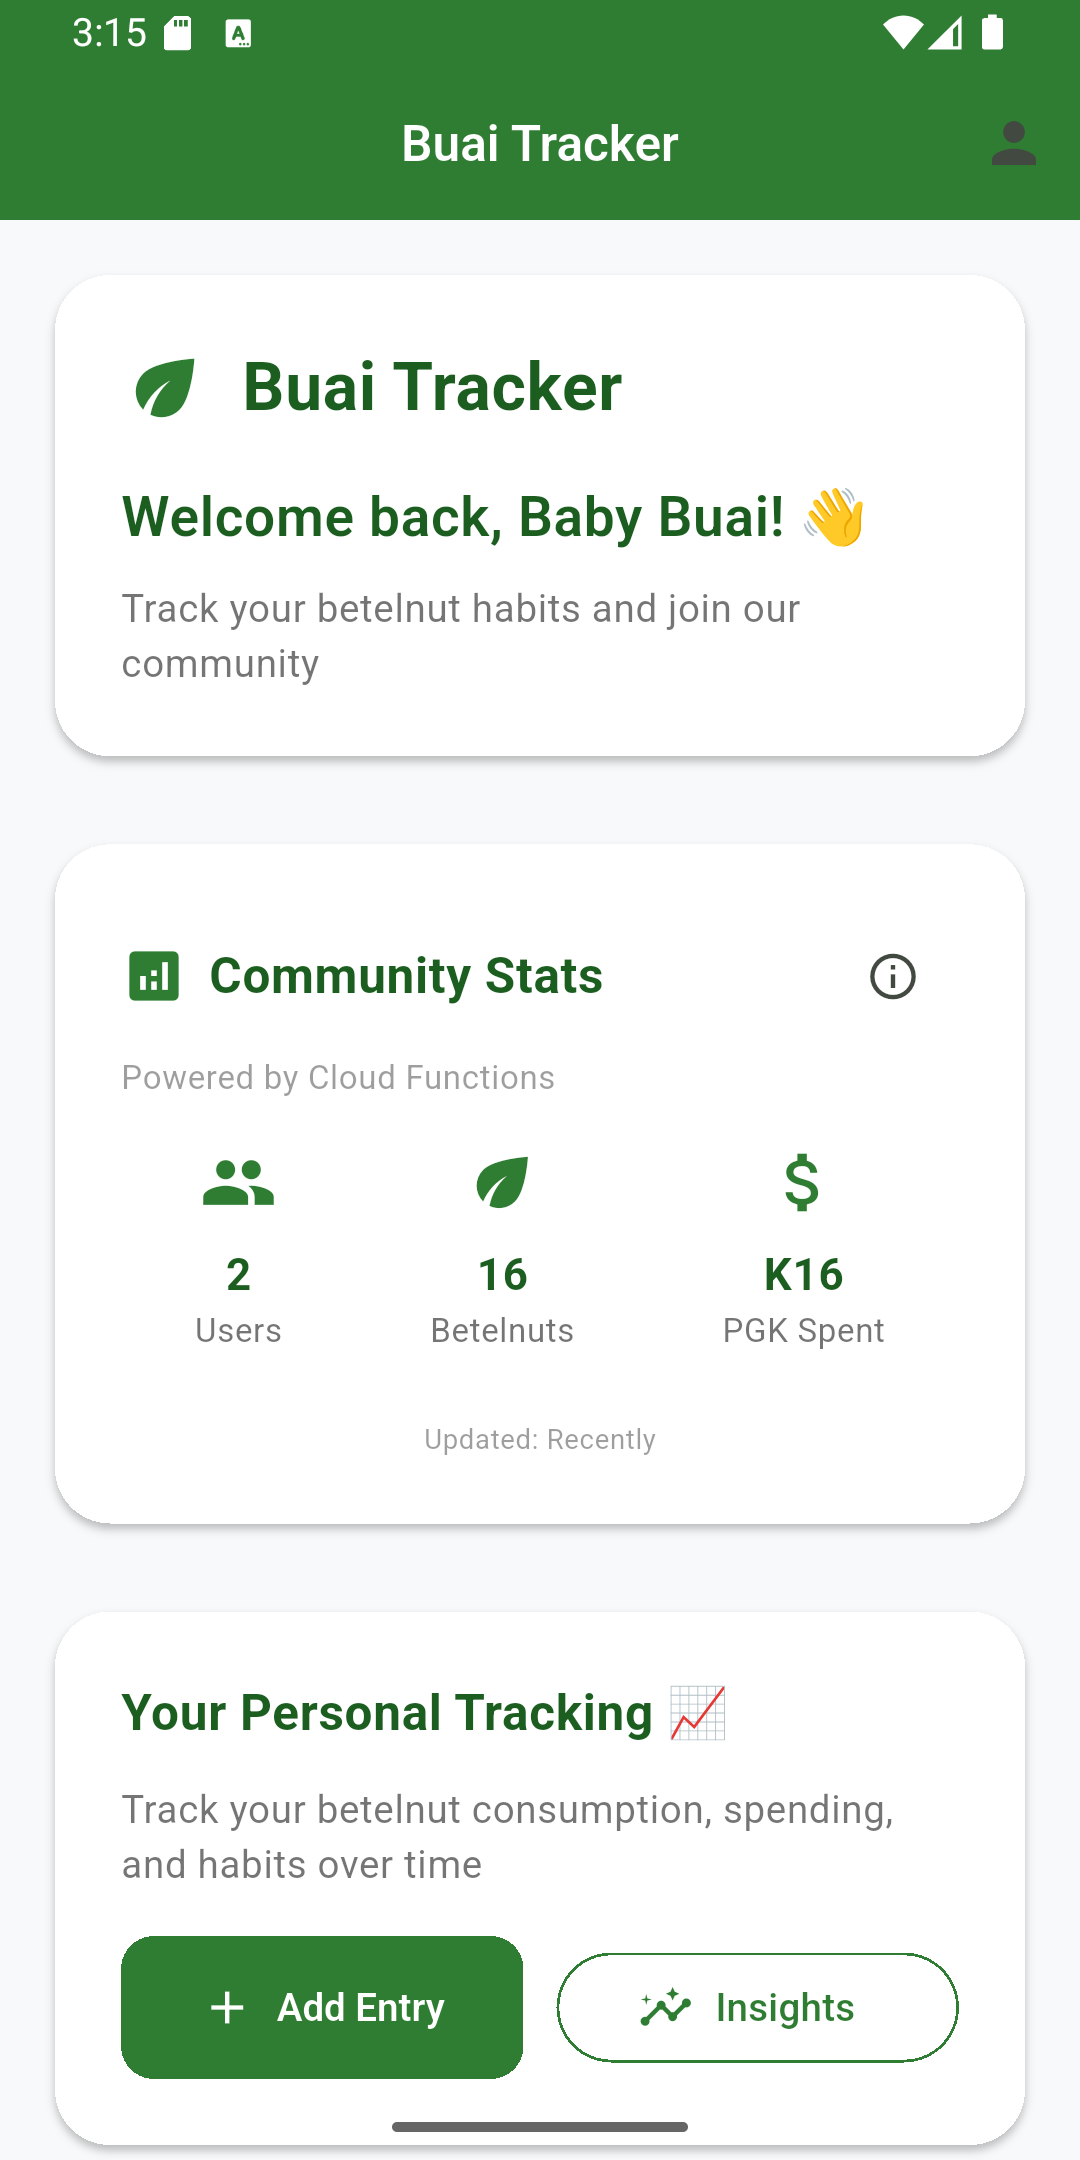 3:15
Buai Tracker
Buai Tracker
Welcome back, Baby Buai! 👋
Track your betelnut habits and join our
community
Community Stats
Powered by Cloud Functions
2
16
K16
Users
Betelnuts
PGK Spent
Updated: Recently
Your Personal Tracking 📈
Track your betelnut consumption, spending,
and habits over time
Add Entry
Insights